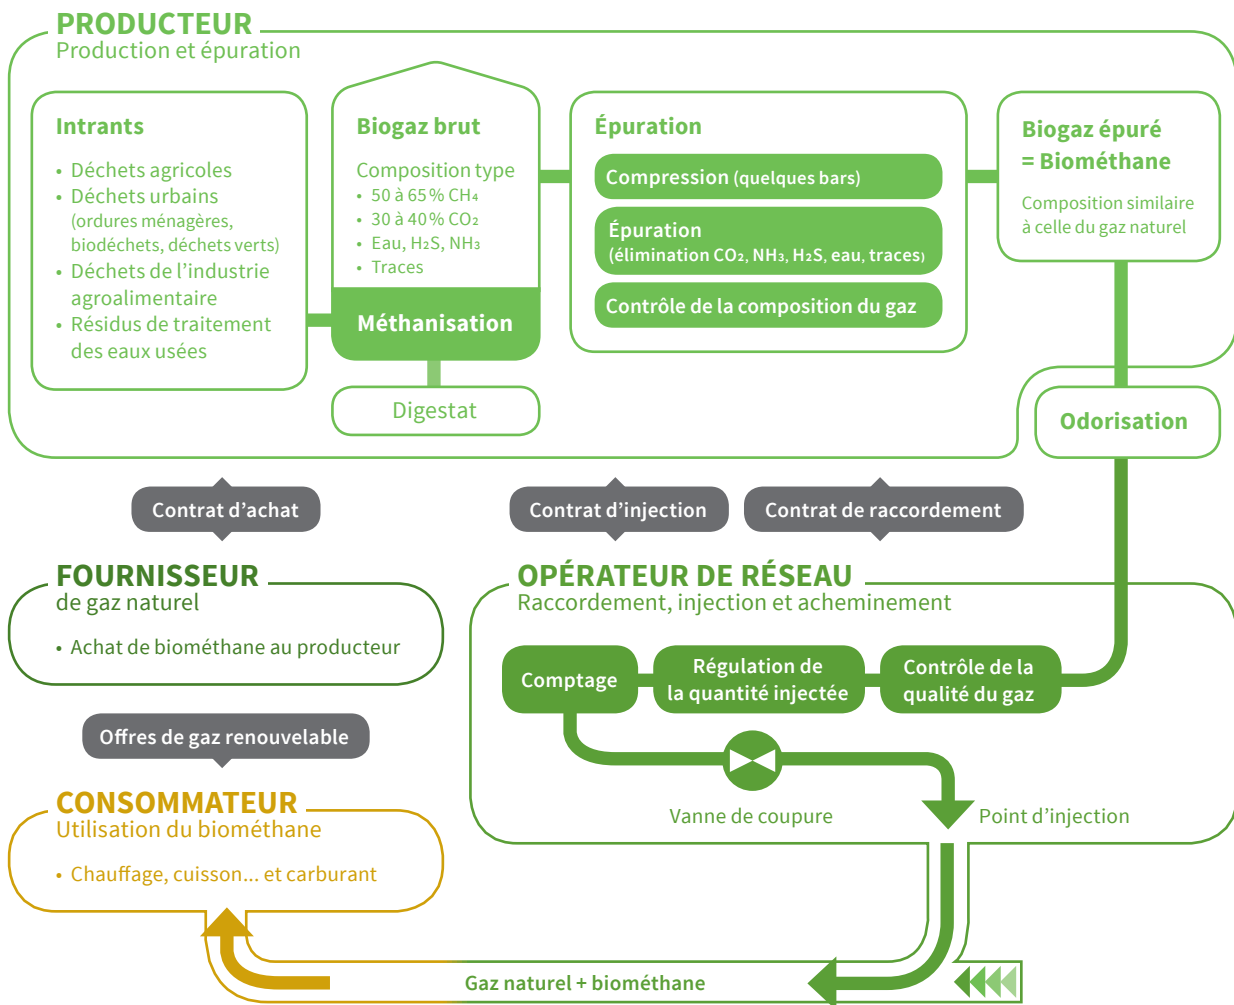 PRODUCTEUR
Production et épuration
Intrants
• Déchets agricoles
• Déchets urbains
(ordures ménagères,
biodéchets, déchets verts)
• Déchets de l'industrie
agroalimentaire
• Résidus de traitement
des eaux usées
Biogaz brut
Composition type
• 50 à 65 % CH₄
• 30 à 40 % CO₂
• Eau, H₂S, NH₃
• Traces
Méthanisation
Digestat
Épuration
Compression (quelques bars)
Épuration
(élimination CO₂, NH₃, H₂S, eau, traces)
Contrôle de la composition du gaz
Biogaz épuré
= Biométhane
Composition similaire
à celle du gaz naturel
Odorisation
Contrat d'achat
Contrat d'injection
Contrat de raccordement
FOURNISSEUR
de gaz naturel
• Achat de biométhane au producteur
OPÉRATEUR DE RÉSEAU
Raccordement, injection et acheminement
Comptage
Régulation de
la quantité injectée
Contrôle de la
qualité du gaz
Vanne de coupure
Point d'injection
Offres de gaz renouvelable
CONSOMMATEUR
Utilisation du biométhane
• Chauffage, cuisson... et carburant
Gaz naturel + biométhane